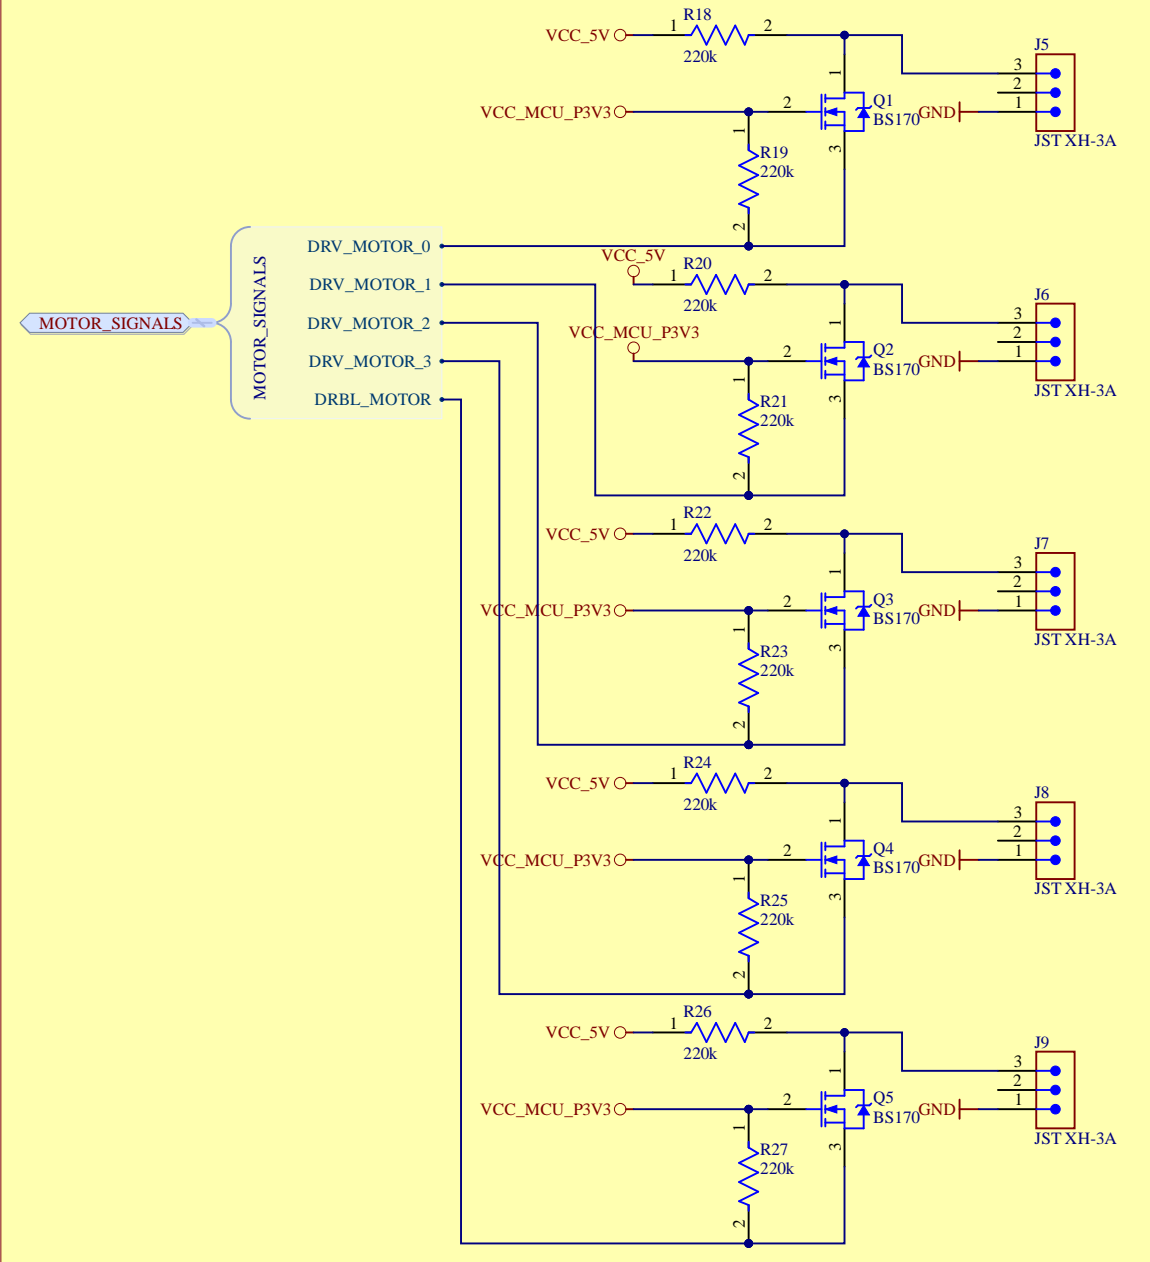 R18
VCC_5V 1 2
220k
J5
3
2
1
JST XH-3A
1
VCC_MCU_P3V3 2
Q1
BS170
GND
3
1
R19
220k
2
MOTOR_SIGNALS
MOTOR_SIGNALS
DRV_MOTOR_0
DRV_MOTOR_1
DRV_MOTOR_2
DRV_MOTOR_3
DRBL_MOTOR
VCC_5V
R20
1 2
220k
J6
3
2
1
JST XH-3A
1
VCC_MCU_P3V3
2
Q2
BS170
GND
3
1
R21
220k
2
R22
VCC_5V 1 2
220k
J7
3
2
1
JST XH-3A
1
VCC_MCU_P3V3 2
Q3
BS170
GND
3
1
R23
220k
2
R24
VCC_5V 1 2
220k
J8
3
2
1
JST XH-3A
1
VCC_MCU_P3V3 2
Q4
BS170
GND
3
1
R25
220k
2
R26
VCC_5V 1 2
220k
J9
3
2
1
JST XH-3A
1
VCC_MCU_P3V3 2
Q5
BS170
GND
3
1
R27
220k
2